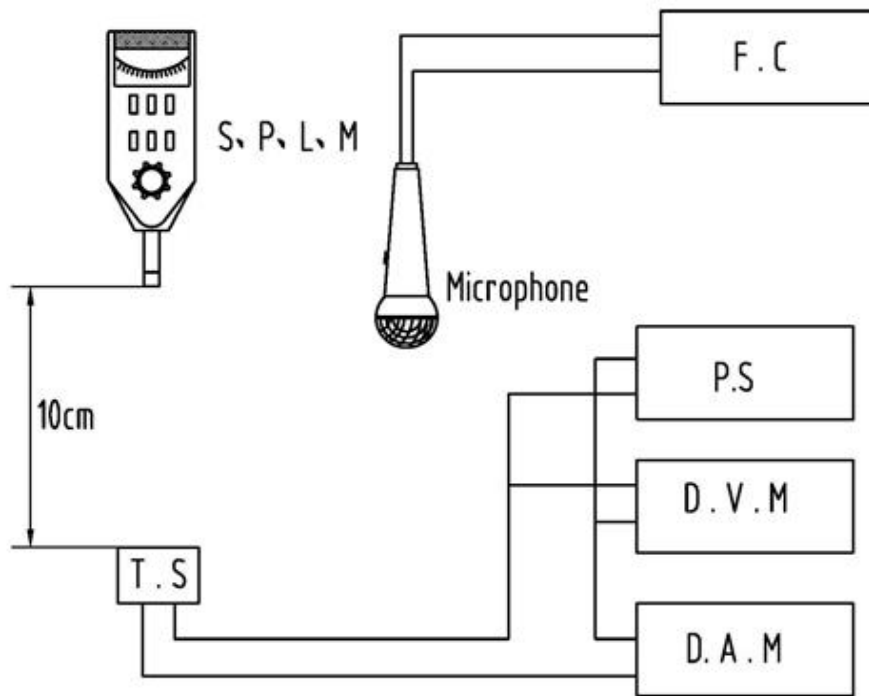 F.C
S、P、L、M
Microphone
P.S
10cm
D.V.M
T.S
D.A.M